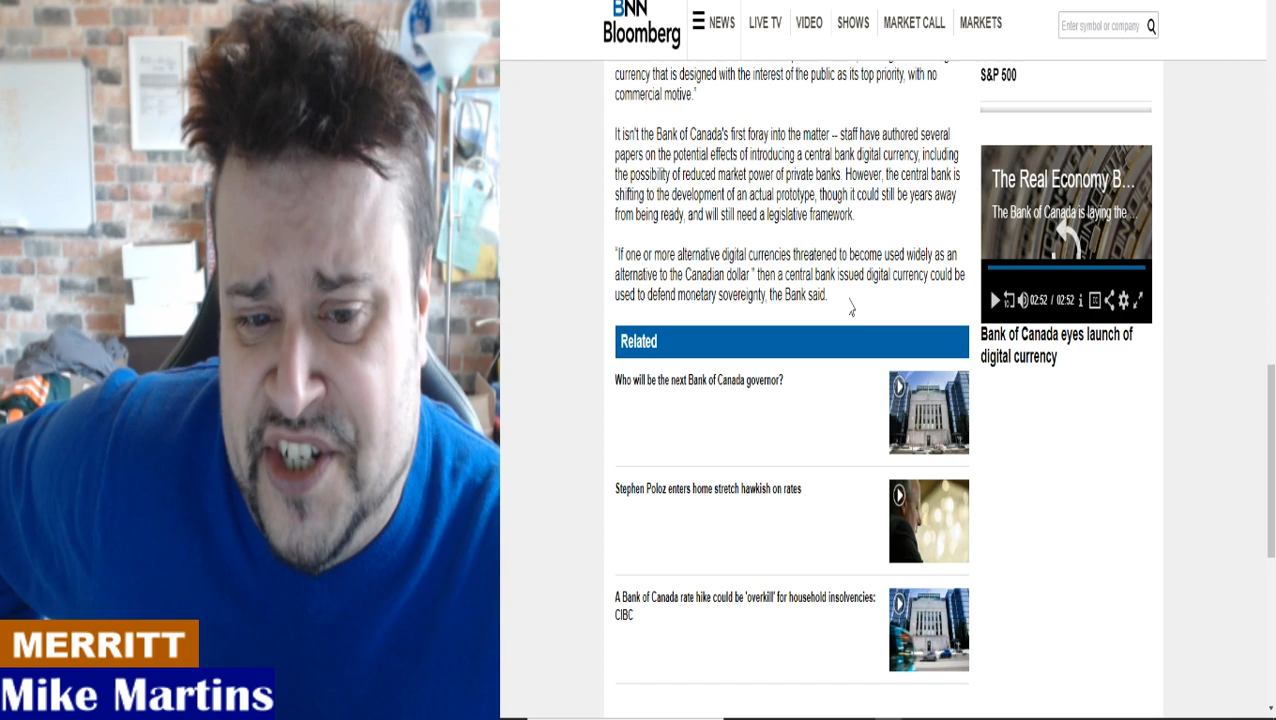 BNN
Bloomberg
NEWS
LIVE TV
VIDEO
SHOWS
MARKET CALL
MARKETS
Enter symbol or company
currency that is designed with the interest of the public as its top priority, with no
commercial motive.”
It isn't the Bank of Canada's first foray into the matter -- staff have authored several
papers on the potential effects of introducing a central bank digital currency, including
the possibility of reduced market power of private banks. However, the central bank is
shifting to the development of an actual prototype, though it could still be years away
from being ready, and will still need a legislative framework.
“If one or more alternative digital currencies threatened to become used widely as an
alternative to the Canadian dollar ” then a central bank issued digital currency could be
used to defend monetary sovereignty, the Bank said.
Related
Who will be the next Bank of Canada governor?
Stephen Poloz enters home stretch hawkish on rates
A Bank of Canada rate hike could be 'overkill' for household insolvencies:
CIBC
S&P 500
The Real Economy B...
The Bank of Canada is laying the ...
02:52 / 02:52
Bank of Canada eyes launch of
digital currency
MERRITT
Mike Martins